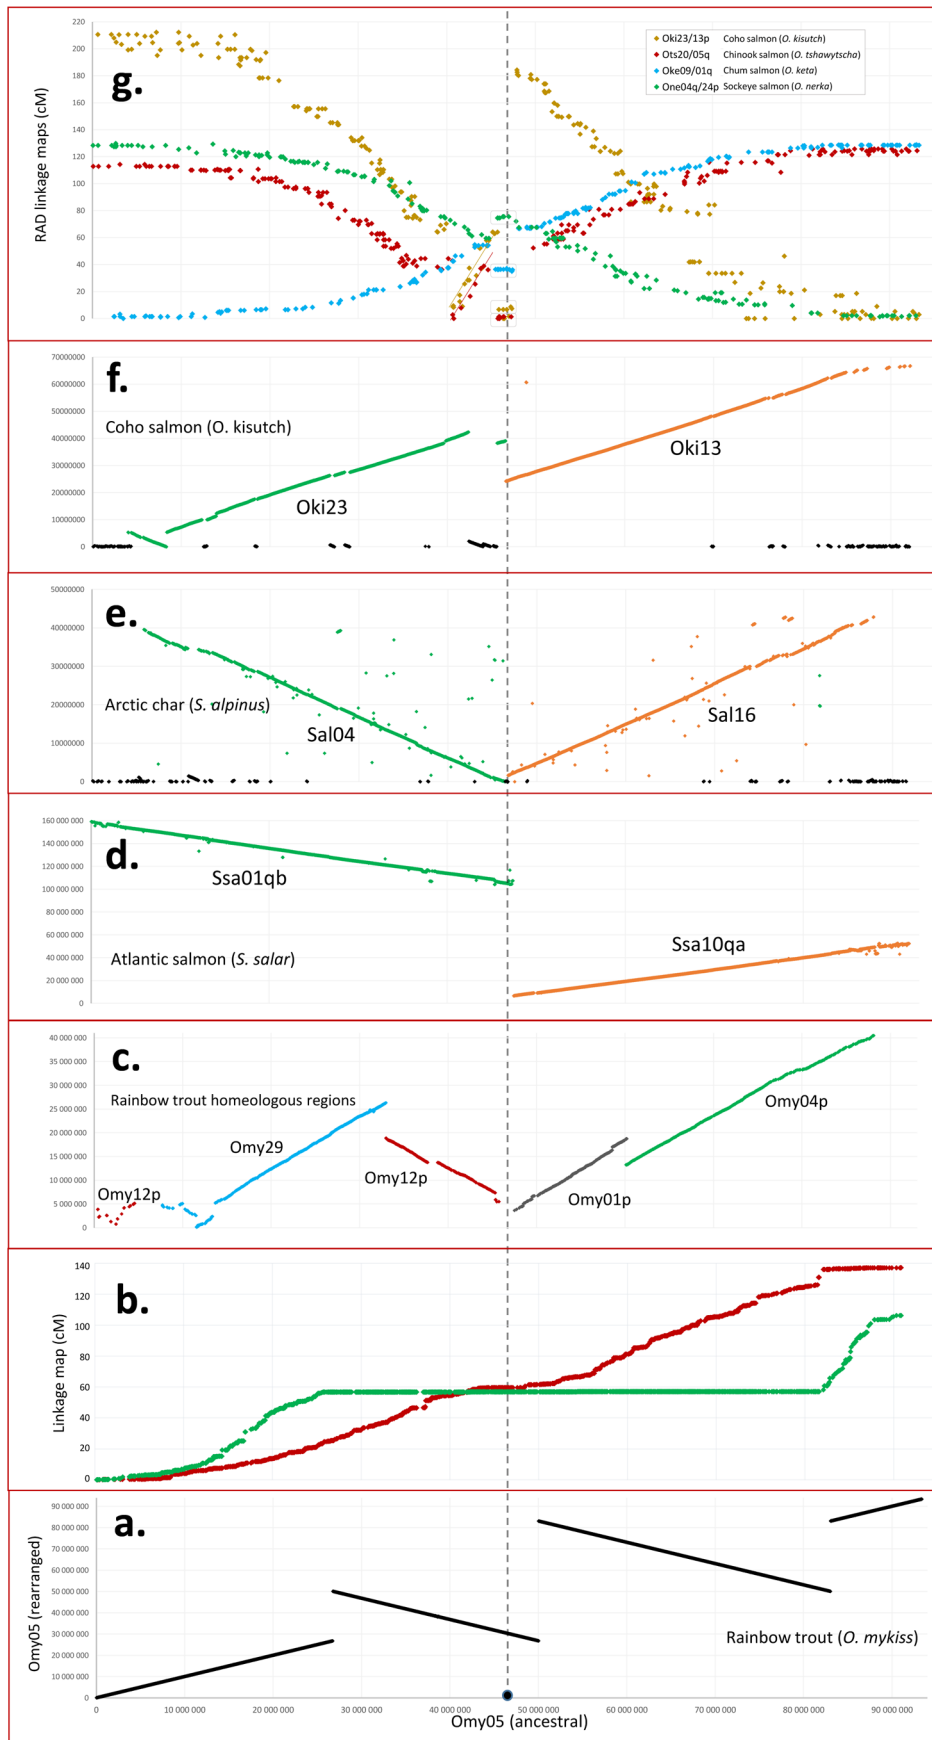 g.
RAD linkage maps (cM)
220
200
180
160
140
120
100
80
60
40
20
0
Oki23/13p Coho salmon (O. kisutch)
Ots20/05q Chinook salmon (O. tshawytscha)
Oke09/01q Chum salmon (O. keta)
One04q/24p Sockeye salmon (O. nerka)
f.
70000000
60000000
50000000
40000000
30000000
20000000
10000000
0
Coho salmon (O. kisutch)
Oki23
Oki13
e.
50000000
40000000
30000000
20000000
10000000
0
Arctic char (S. alpinus)
Sal04
Sal16
d.
160 000 000
140 000 000
120 000 000
100 000 000
80 000 000
60 000 000
40 000 000
20 000 000
0
Ssa01qb
Ssa10qa
Atlantic salmon (S. salar)
c.
40 000 000
35 000 000
30 000 000
25 000 000
20 000 000
15 000 000
10 000 000
5 000 000
0
Rainbow trout homeologous regions
Omy12p
Omy29
Omy12p
Omy01p
Omy04p
b.
Linkage map (cM)
140
120
100
80
60
40
20
0
a.
Omy05 (rearranged)
90 000 000
80 000 000
70 000 000
60 000 000
50 000 000
40 000 000
30 000 000
20 000 000
10 000 000
0
Rainbow trout (O. mykiss)
0 10 000 000 20 000 000 30 000 000 40 000 000 50 000 000 60 000 000 70 000 000 80 000 000 90 000 000
Omy05 (ancestral)